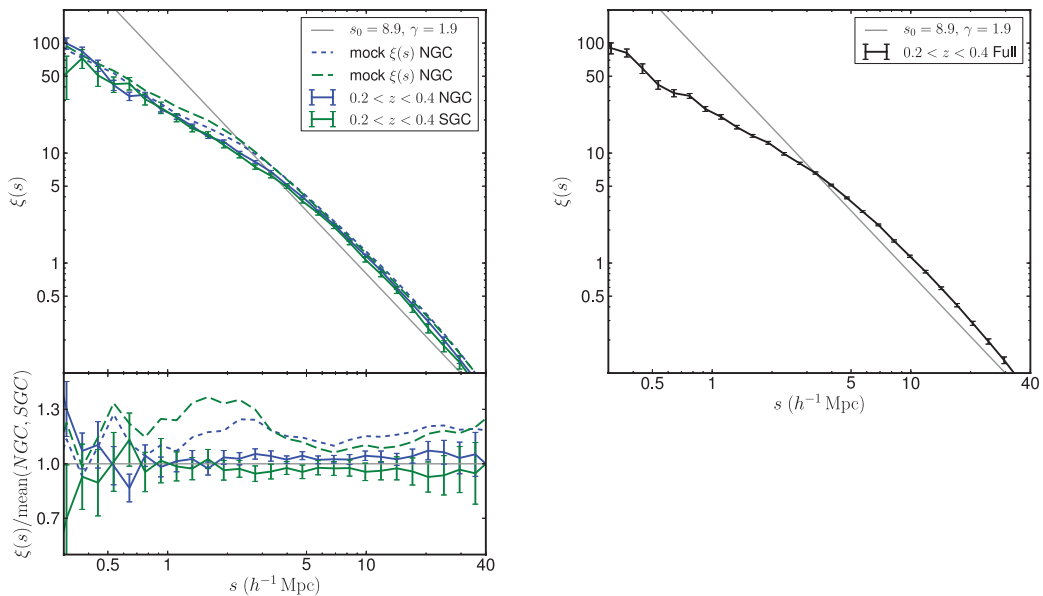 100
50
10
5
1
0.5
ξ(s)
s₀ = 8.9, γ = 1.9
mock ξ(s) NGC
mock ξ(s) NGC
0.2 < z < 0.4 NGC
0.2 < z < 0.4 SGC
1.3
1.0
0.7
ξ(s)/mean(NGC, SGC)
0.5 1 5 10 40
s (h⁻¹ Mpc)
100
50
10
5
1
0.5
ξ(s)
s₀ = 8.9, γ = 1.9
0.2 < z < 0.4 Full
0.5 1 5 10 40
s (h⁻¹ Mpc)